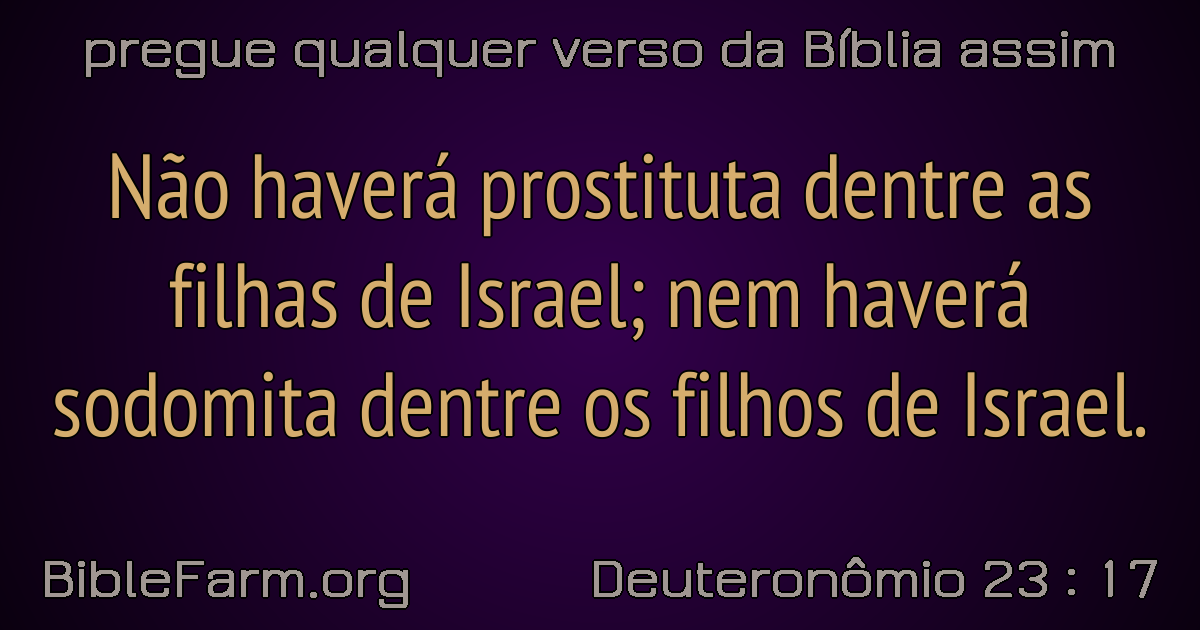 pregue qualquer verso da Bíblia assim
Não haverá prostituta dentre as
filhas de Israel; nem haverá
sodomita dentre os filhos de Israel.
BibleFarm.org
Deuteronômio 23 : 17